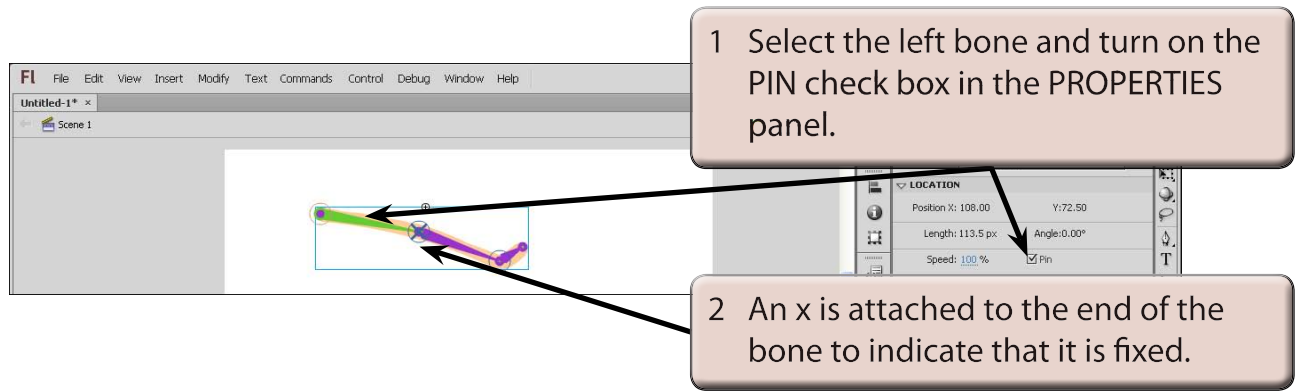 1 Select the left bone and turn on the
PIN check box in the PROPERTIES
panel.
Fl File Edit View Insert Modify Text Commands Control Debug Window Help
Untitled-1* ×
Scene 1
LOCATION
Position X: 108.00 Y:72.50
Length: 113.5 px Angle:0.00°
Speed: 100 % Pin
T
2 An x is attached to the end of the
bone to indicate that it is fixed.